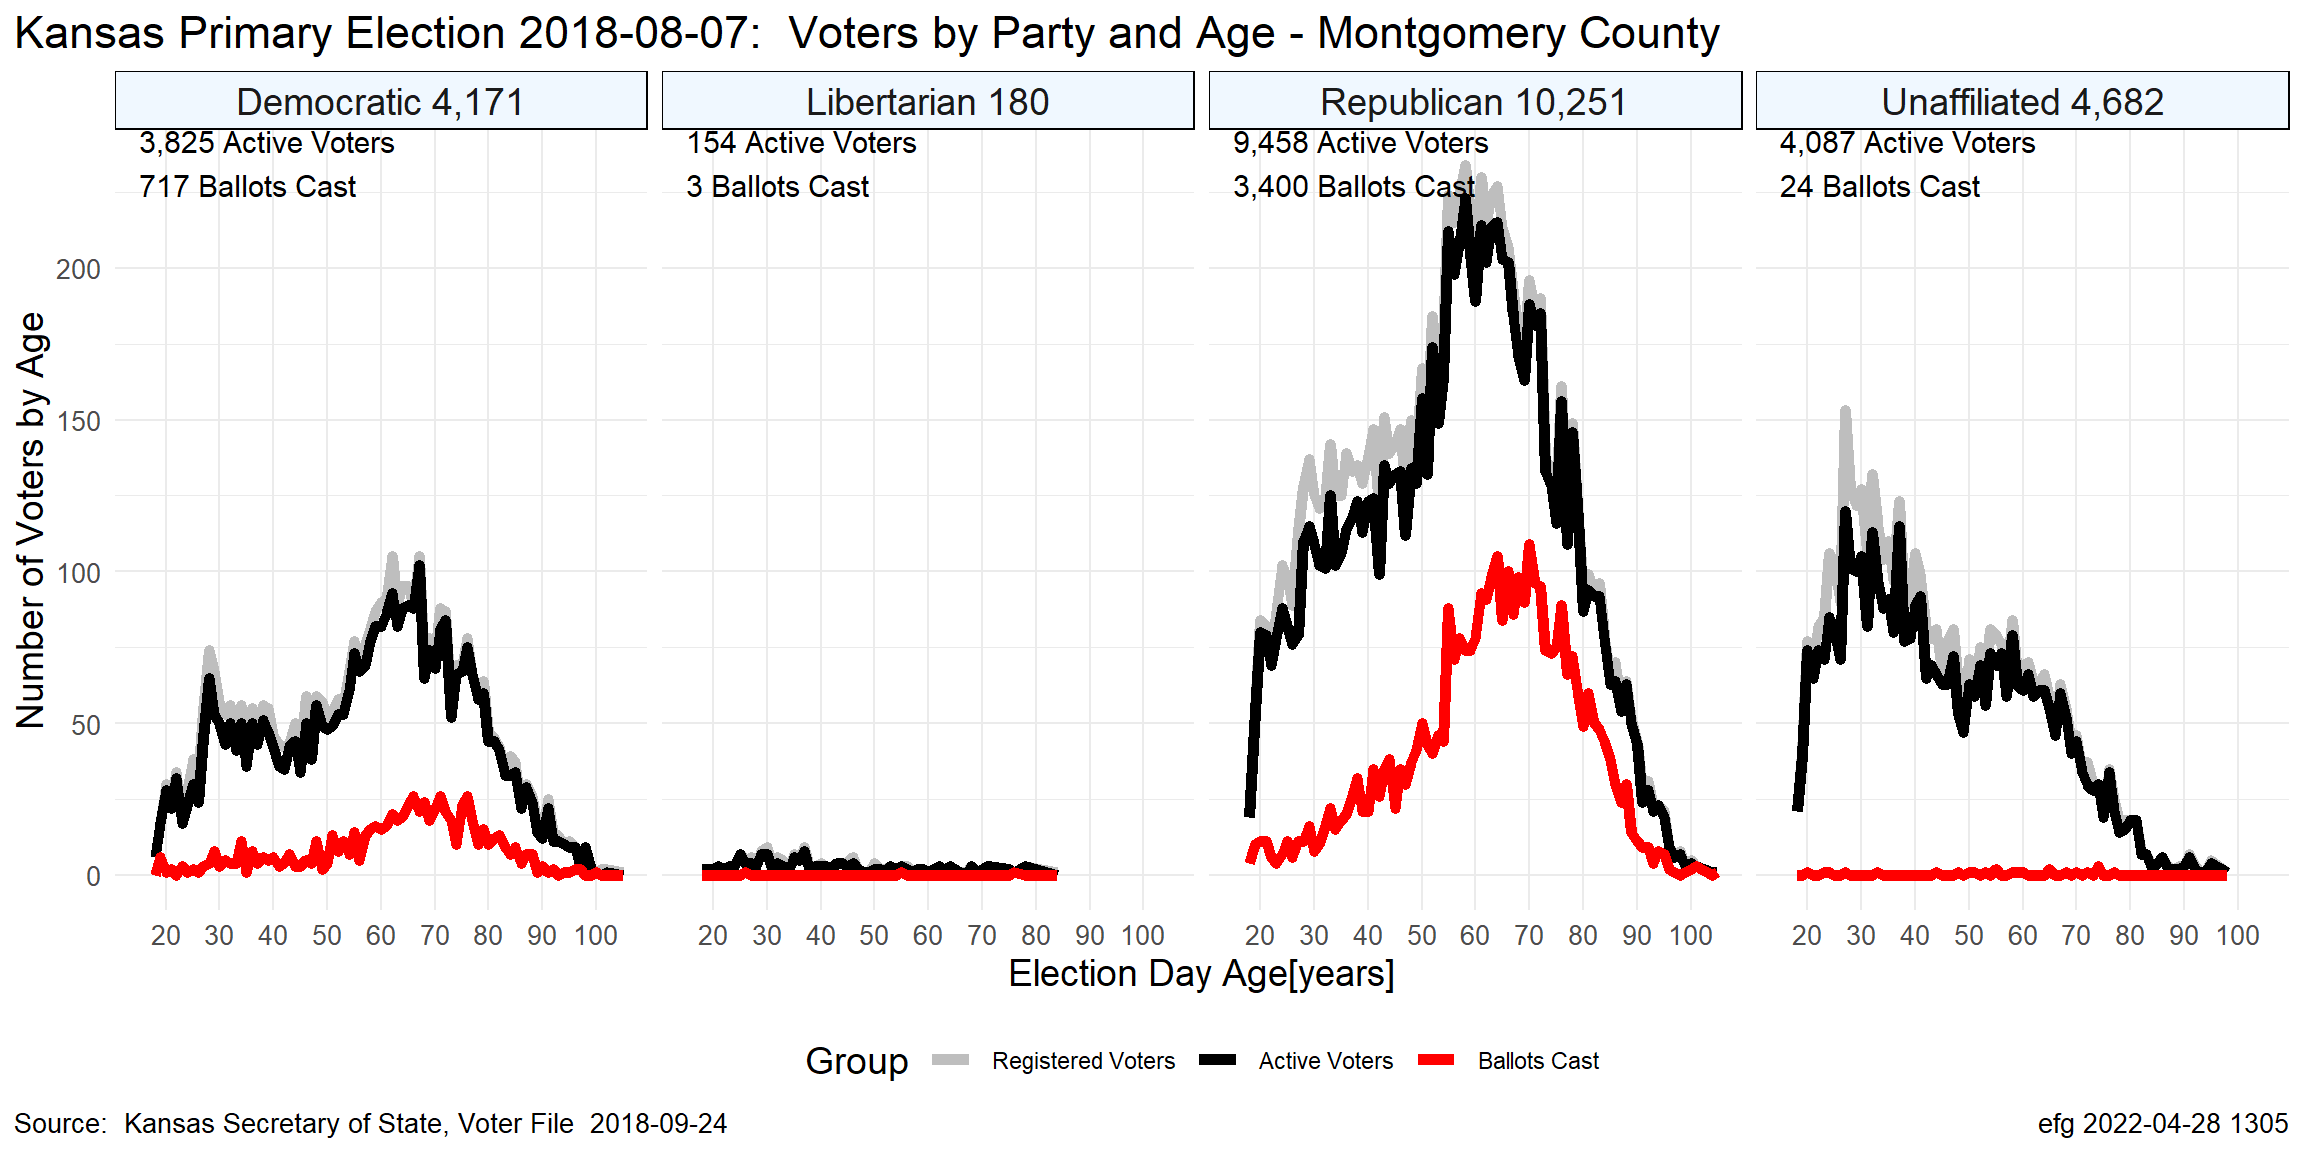 Kansas Primary Election 2018-08-07:  Voters by Party and Age - Montgomery County
Democratic 4,171
Libertarian 180
Republican 10,251
Unaffiliated 4,682
3,825 Active Voters
717 Ballots Cast
154 Active Voters
3 Ballots Cast
9,458 Active Voters
3,400 Ballots Cast
4,087 Active Voters
24 Ballots Cast
Number of Voters by Age
200
150
100
50
0
20 30 40 50 60 70 80 90 100
20 30 40 50 60 70 80 90 100
20 30 40 50 60 70 80 90 100
20 30 40 50 60 70 80 90 100
Election Day Age[years]
Group Registered Voters Active Voters Ballots Cast
Source:  Kansas Secretary of State, Voter File  2018-09-24
efg 2022-04-28 1305